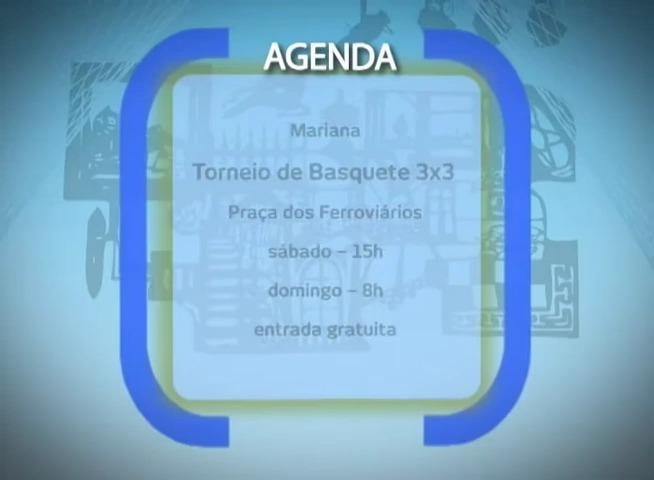 AGENDA
Mariana
Torneio de Basquete 3x3
Praça dos Ferroviários
sábado – 15h
domingo – 8h
entrada gratuita